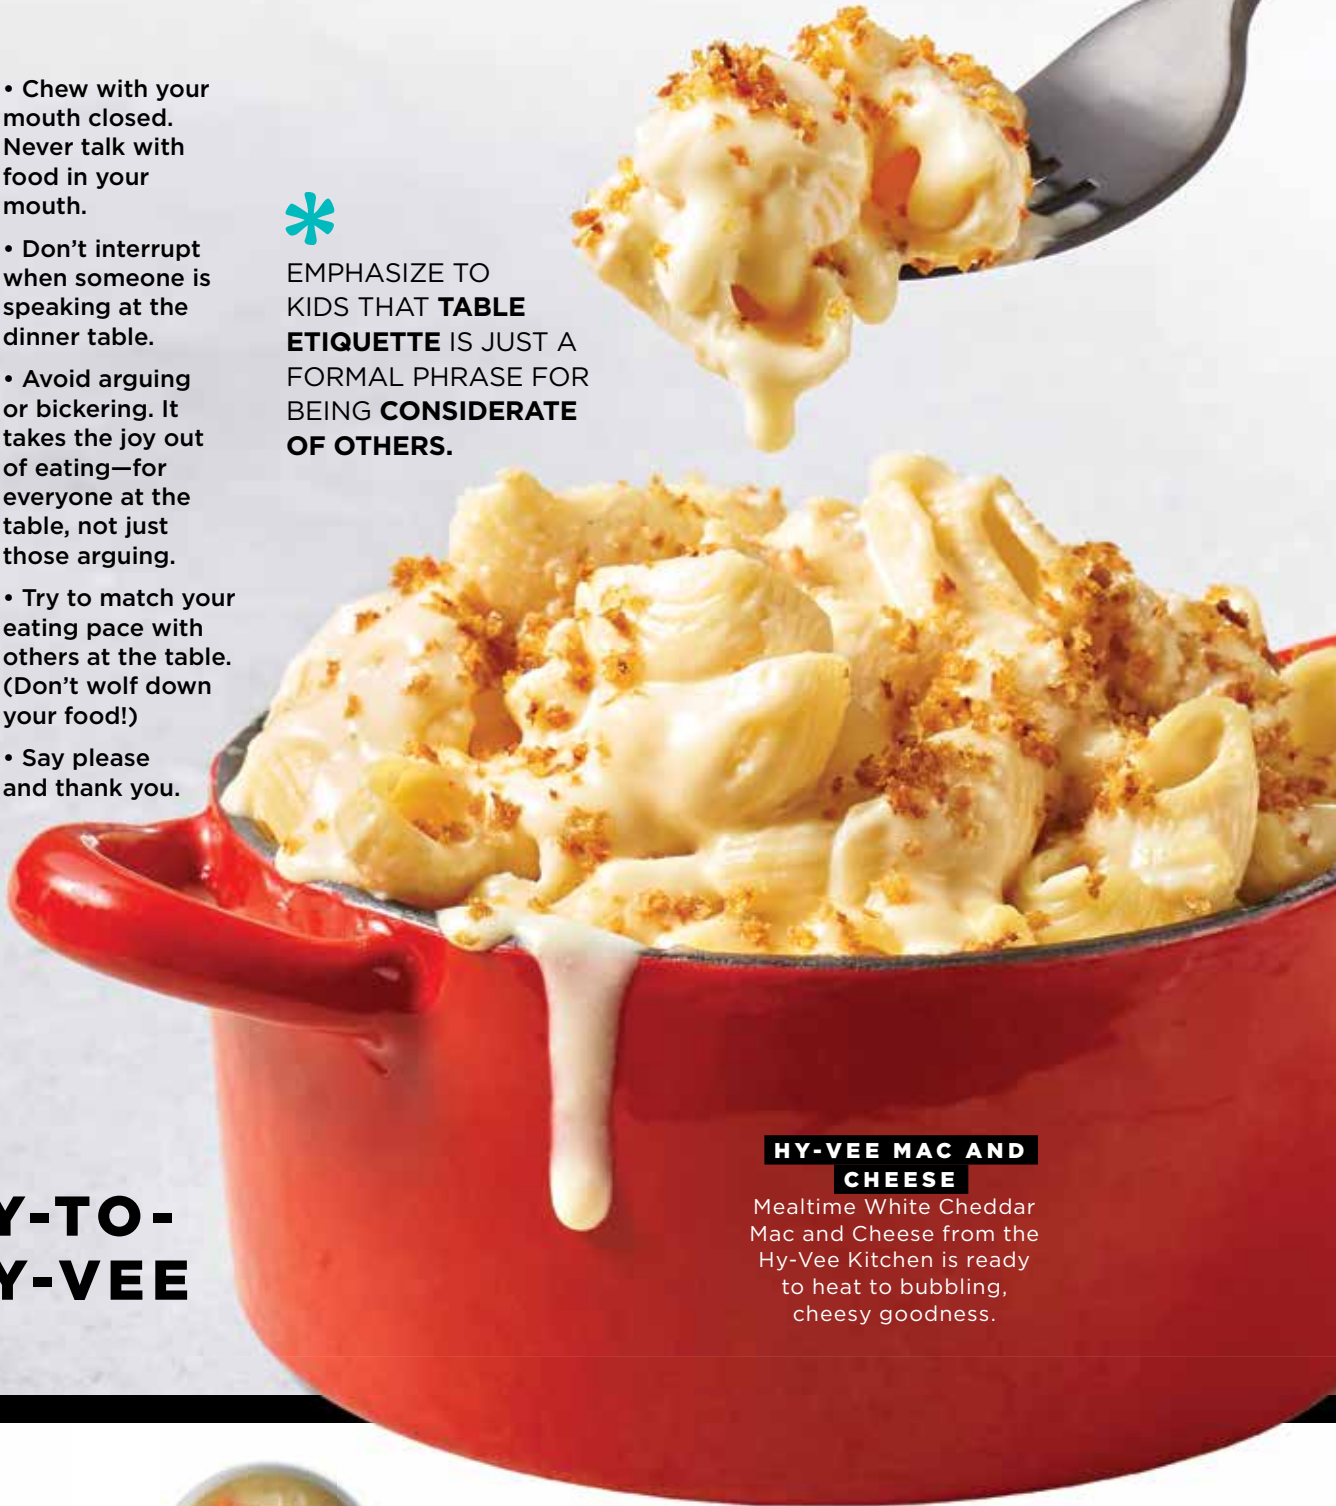 • Chew with your
mouth closed.
Never talk with
food in your
mouth.
• Don’t interrupt
when someone is
speaking at the
dinner table.
• Avoid arguing
or bickering. It
takes the joy out
of eating—for
everyone at the
table, not just
those arguing.
• Try to match your
eating pace with
others at the table.
(Don’t wolf down
your food!)
• Say please
and thank you.
*
EMPHASIZE TO
KIDS THAT TABLE
ETIQUETTE IS JUST A
FORMAL PHRASE FOR
BEING CONSIDERATE
OF OTHERS.
Y-TO-
Y-VEE
HY-VEE MAC AND
CHEESE
Mealtime White Cheddar
Mac and Cheese from the
Hy-Vee Kitchen is ready
to heat to bubbling,
cheesy goodness.